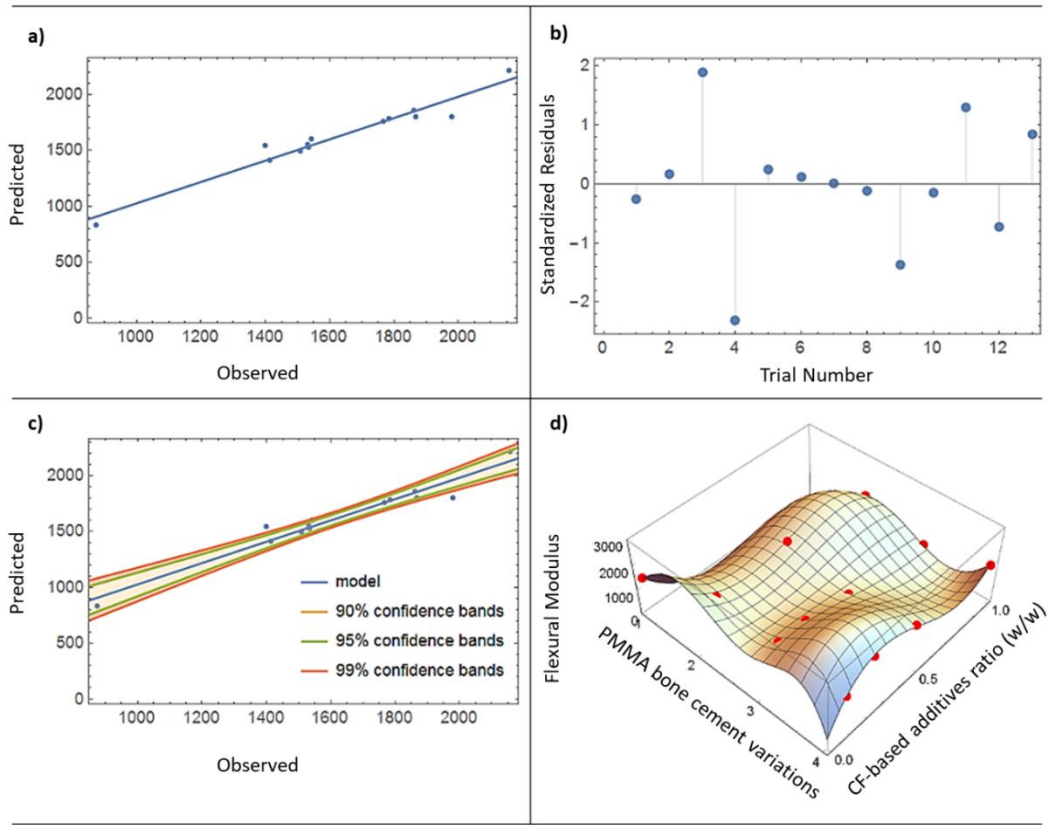 a)
Predicted
2000
1500
1000
500
0
1000
1200
1400
1600
1800
2000
Observed
b)
Standardized Residuals
2
1
0
−1
−2
0
2
4
6
8
10
12
Trial Number
c)
Predicted
2000
1500
1000
500
0
model
90% confidence bands
95% confidence bands
99% confidence bands
1000
1200
1400
1600
1800
2000
Observed
d)
Flexural Modulus
3000
2000
1000
0
1
2
3
4
PMMA bone cement variations
0.0
0.5
1.0
CF-based additives ratio (w/w)